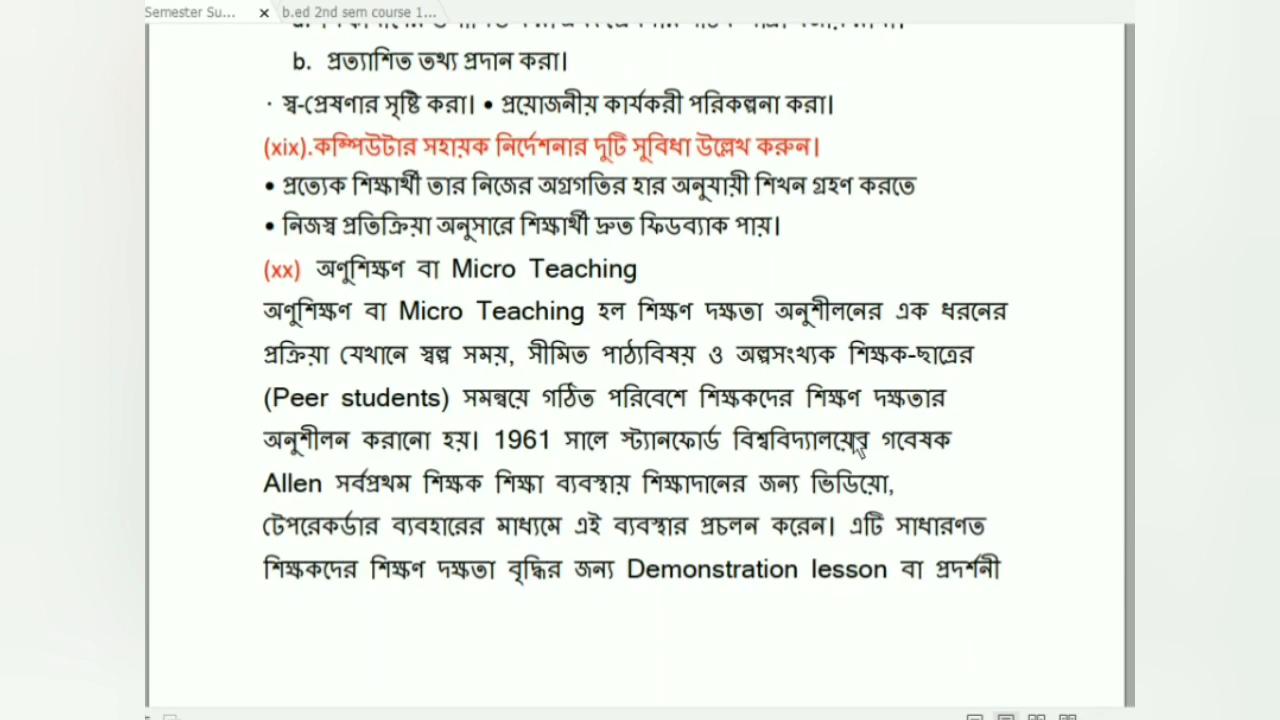 Semester Su... × b.ed 2nd sem course 1...
b. প্রত্যাশিত তথ্য প্রদান করা।
· স্ব-প্রেষণার সৃষ্টি করা। • প্রয়োজনীয় কার্যকরী পরিকল্পনা করা।
(xix).কম্পিউটার সহায়ক নির্দেশনার দুটি সুবিধা উল্লেখ করুন।
• প্রত্যেক শিক্ষার্থী তার নিজের অগ্রগতির হার অনুযায়ী শিখন গ্রহণ করতে
• নিজস্ব প্রতিক্রিয়া অনুসারে শিক্ষার্থী দ্রুত ফিডব্যাক পায়।
(xx) অণুশিক্ষণ বা Micro Teaching
অণুশিক্ষণ বা Micro Teaching হল শিক্ষণ দক্ষতা অনুশীলনের এক ধরনের
প্রক্রিয়া যেখানে স্বল্প সময়, সীমিত পাঠ্যবিষয় ও অল্পসংখ্যক শিক্ষক-ছাত্রের
(Peer students) সমন্বয়ে গঠিত পরিবেশে শিক্ষকদের শিক্ষণ দক্ষতার
অনুশীলন করানো হয়। 1961 সালে স্ট্যানফোর্ড বিশ্ববিদ্যালয়ের গবেষক
Allen সর্বপ্রথম শিক্ষক শিক্ষা ব্যবস্থায় শিক্ষাদানের জন্য ভিডিয়ো,
টেপরেকর্ডার ব্যবহারের মাধ্যমে এই ব্যবস্থার প্রচলন করেন। এটি সাধারণত
শিক্ষকদের শিক্ষণ দক্ষতা বৃদ্ধির জন্য Demonstration lesson বা প্রদর্শনী